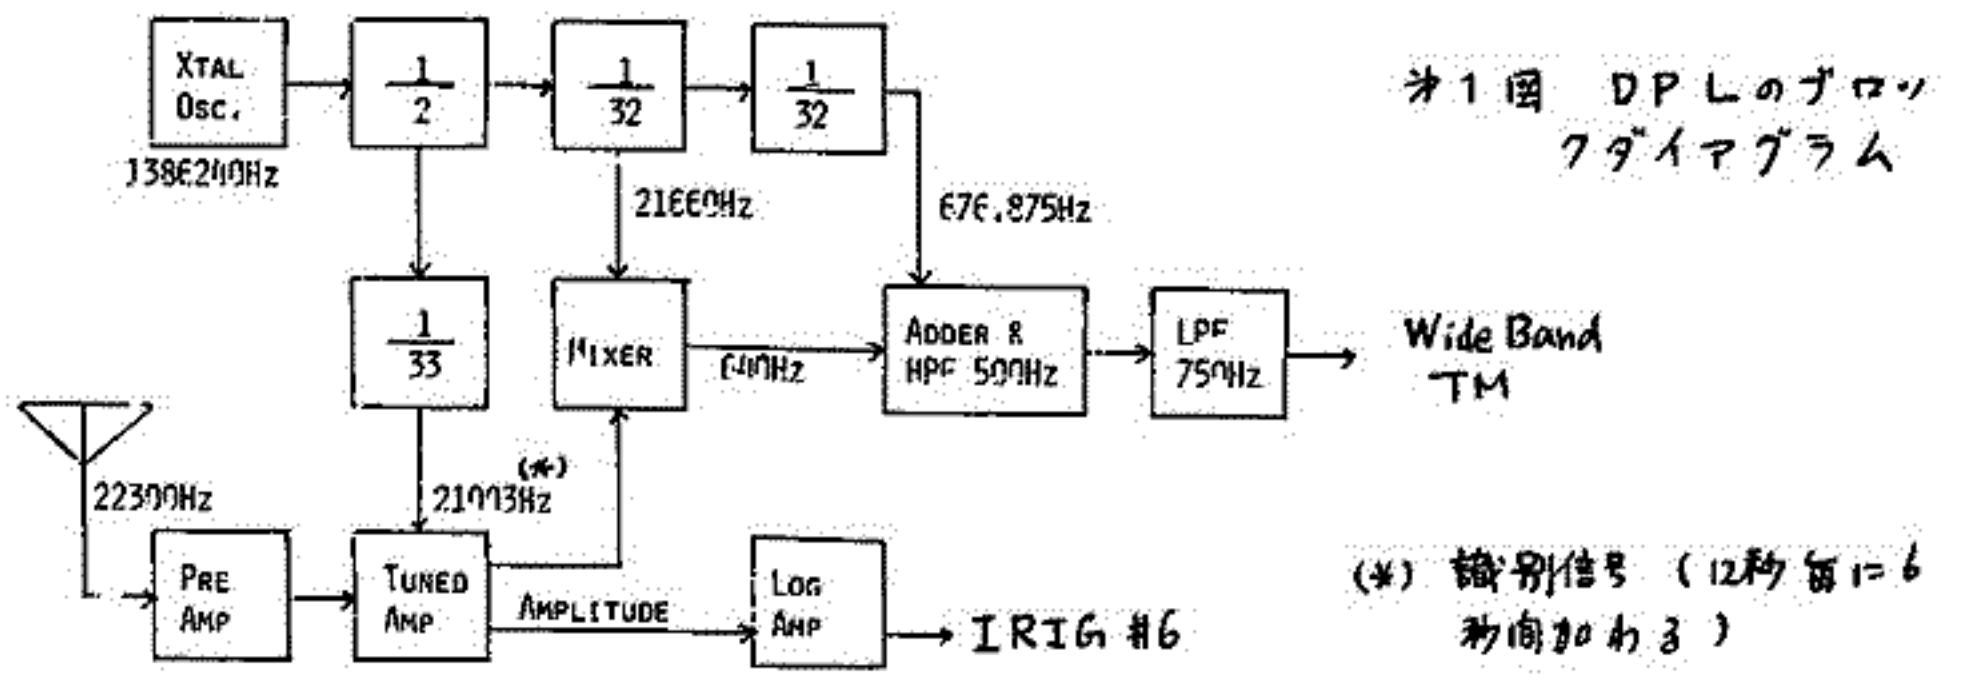 XTAL
OSC.
1
2
1
32
1
32
1386240Hz
21660Hz
676.875Hz
才1図 DPLのブロッ
クダイアグラム
1
33
MIXER
640Hz
ADDER &
HPF 500Hz
LPF
750Hz
Wide Band
TM
22300Hz
21003Hz
(*)
PRE
AMP
TUNED
AMP
AMPLITUDE
LOG
AMP
IRIG #6
(*) 識別信号 (12秒毎に6
秒間加わる)